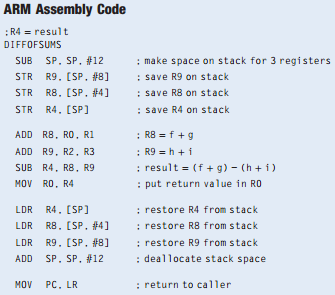 ARM Assembly Code
;R4 = result
DIFFOFSUMS
SUB SP, SP, #12 ; make space on stack for 3 registers
STR R9, [SP, #8] ; save R9 on stack
STR R8, [SP, #4] ; save R8 on stack
STR R4, [SP] ; save R4 on stack
ADD R8, R0, R1 ; R8 = f + g
ADD R9, R2, R3 ; R9 = h + i
SUB R4, R8, R9 ; result = (f + g) − (h + i)
MOV R0, R4 ; put return value in R0
LDR R4, [SP] ; restore R4 from stack
LDR R8, [SP, #4] ; restore R8 from stack
LDR R9, [SP, #8] ; restore R9 from stack
ADD SP, SP, #12 ; deallocate stack space
MOV PC, LR ; return to caller